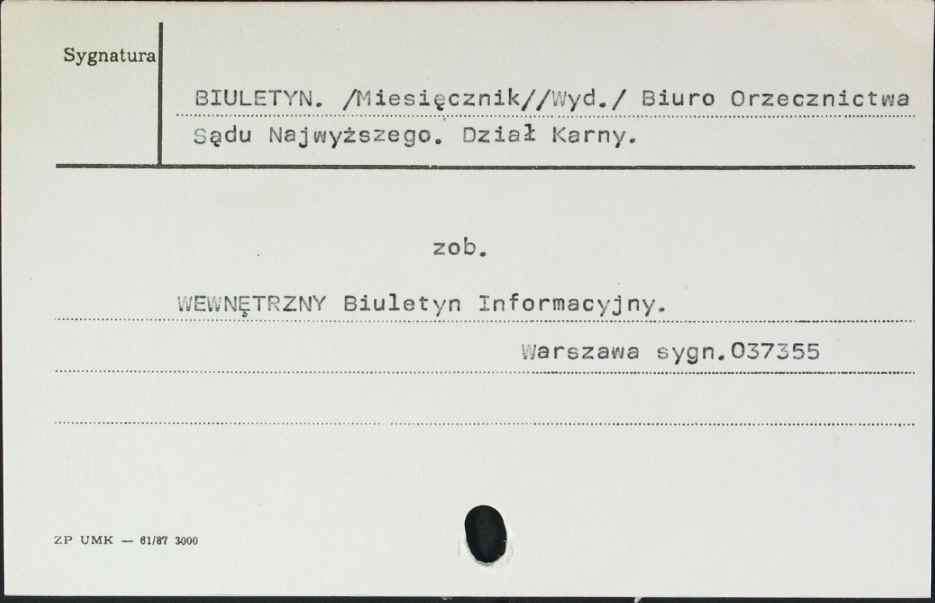 Sygnatura
BIULETYN. /Miesięcznik//Wyd./ Biuro Orzecznictwa
Sądu Najwyższego. Dział Karny.
zob.
WEWNĘTRZNY Biuletyn Informacyjny.
Warszawa sygn.037355
ZP UMK — 61/87 3000